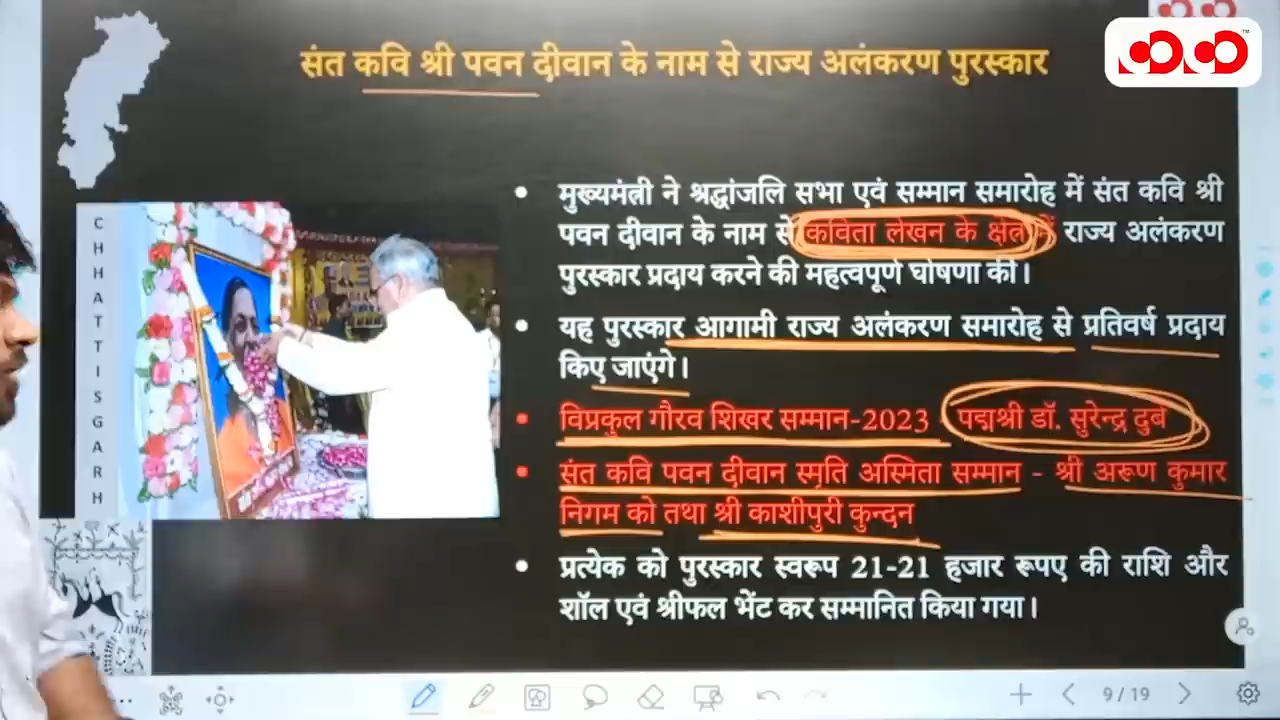 संत कवि श्री पवन दीवान के नाम से राज्य अलंकरण पुरस्कार
CHHATTISGARH
मुख्यमंत्री ने श्रद्धांजलि सभा एवं सम्मान समारोह में संत कवि श्री
पवन दीवान के नाम से कविता लेखन के क्षेत्र में राज्य अलंकरण
पुरस्कार प्रदाय करने की महत्वपूर्ण घोषणा की।
यह पुरस्कार आगामी राज्य अलंकरण समारोह से प्रतिवर्ष प्रदाय
किए जाएंगे।
विप्रकुल गौरव शिखर सम्मान-2023 पद्मश्री डॉ. सुरेन्द्र दुबे
संत कवि पवन दीवान स्मृति अस्मिता सम्मान - श्री अरूण कुमार
निगम को तथा श्री काशीपुरी कुन्दन
प्रत्येक को पुरस्कार स्वरूप 21-21 हजार रूपए की राशि और
शॉल एवं श्रीफल भेंट कर सम्मानित किया गया।
9/19